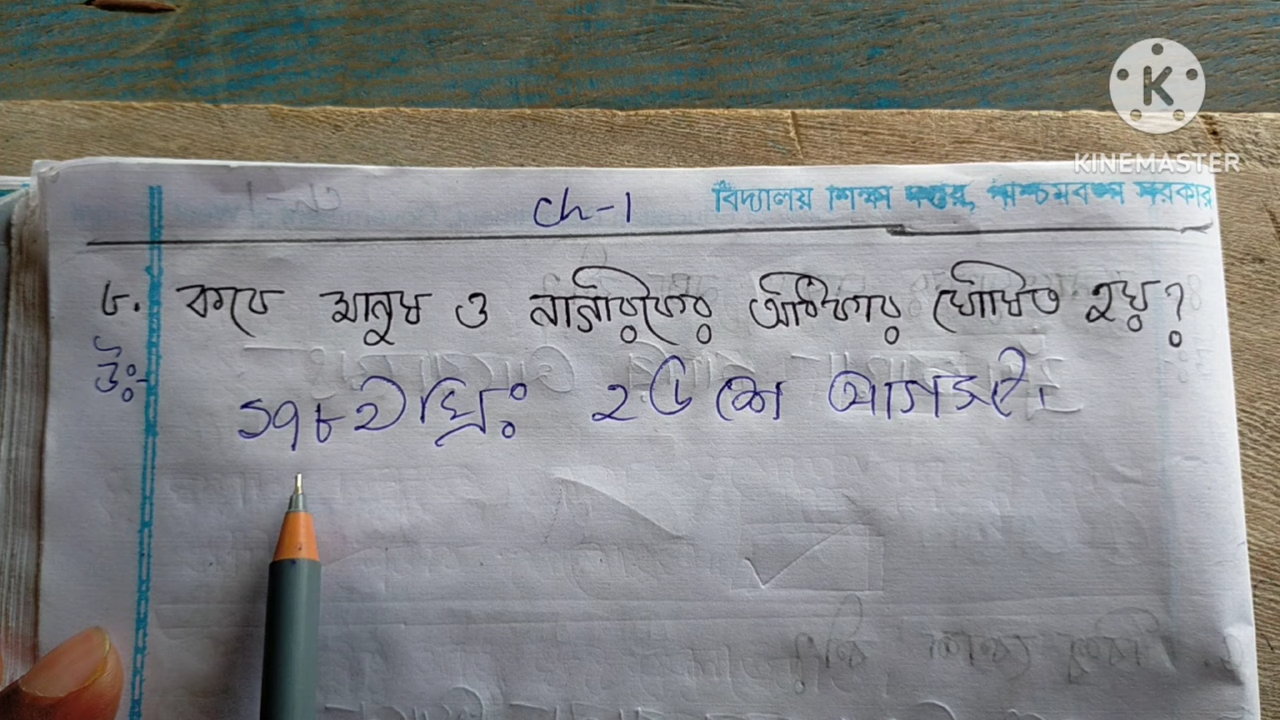 KINEMASTER
Ch-1 বিদ্যালয় শিক্ষা দপ্তর, পশ্চিমবঙ্গ সরকার
৮. কবে মানুষ ও নাগরিকের অধিকার ঘোষিত হয়?
উঃ- ১৭৮৯ খ্রিঃ ২৬ শে আগস্ট।